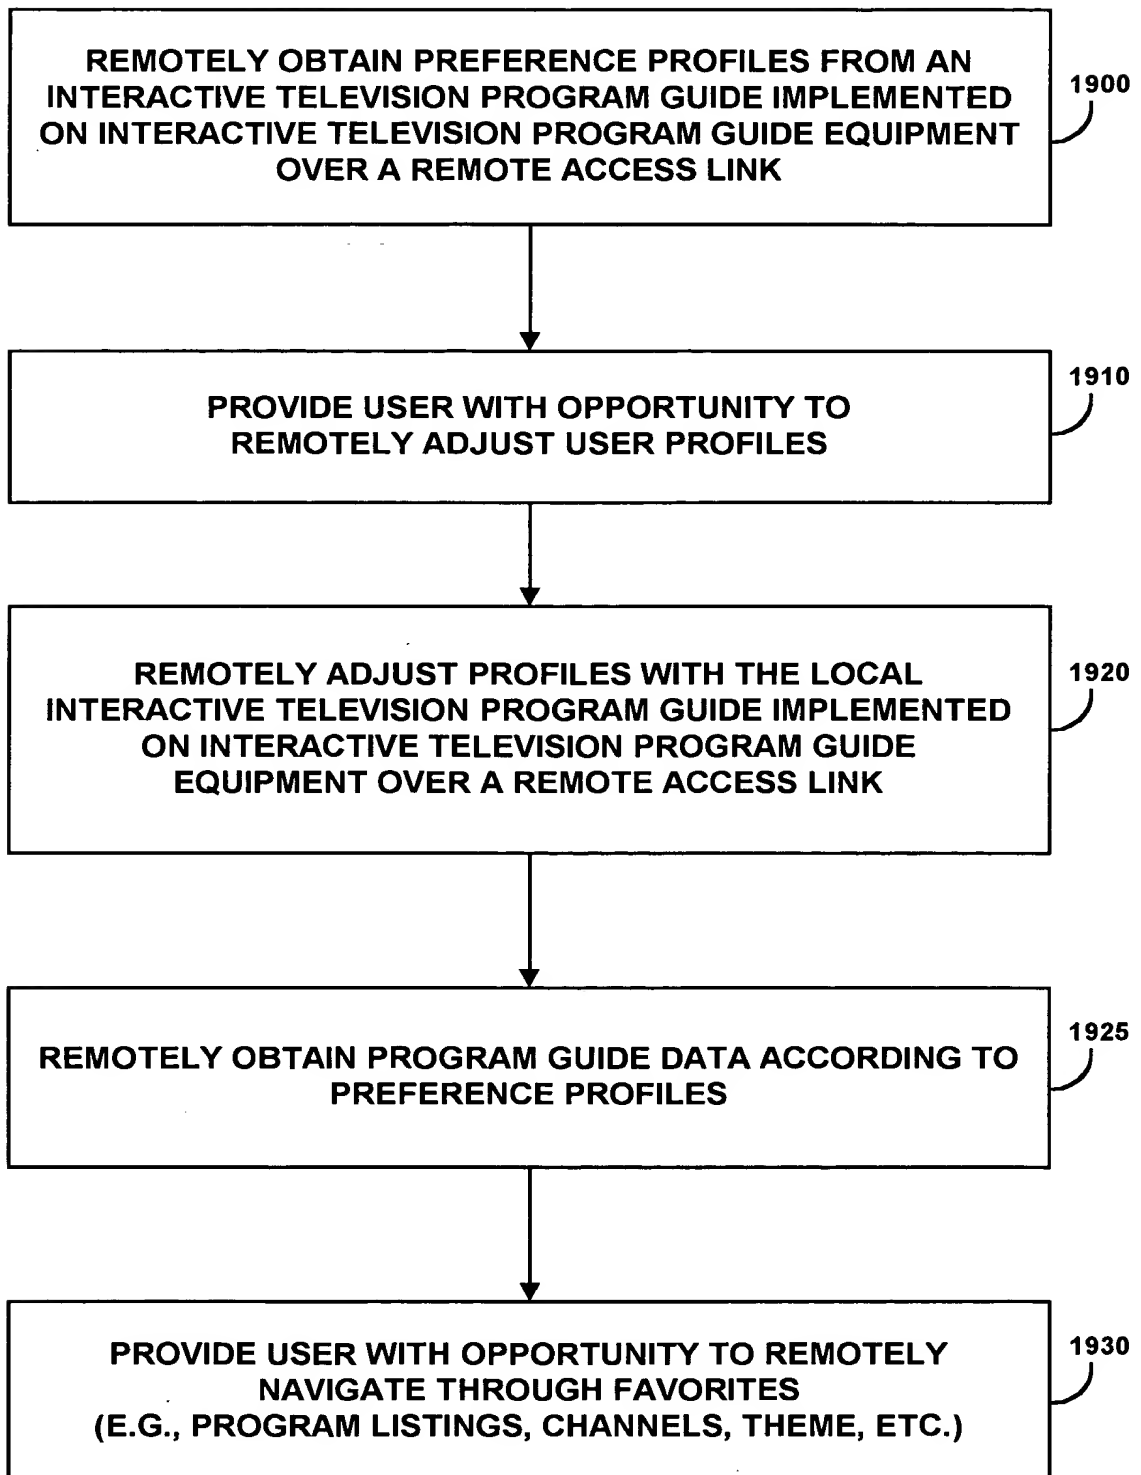 REMOTELY OBTAIN PREFERENCE PROFILES FROM AN
INTERACTIVE TELEVISION PROGRAM GUIDE IMPLEMENTED
ON INTERACTIVE TELEVISION PROGRAM GUIDE EQUIPMENT
OVER A REMOTE ACCESS LINK
1900
PROVIDE USER WITH OPPORTUNITY TO
REMOTELY ADJUST USER PROFILES
1910
REMOTELY ADJUST PROFILES WITH THE LOCAL
INTERACTIVE TELEVISION PROGRAM GUIDE IMPLEMENTED
ON INTERACTIVE TELEVISION PROGRAM GUIDE
EQUIPMENT OVER A REMOTE ACCESS LINK
1920
REMOTELY OBTAIN PROGRAM GUIDE DATA ACCORDING TO
PREFERENCE PROFILES
1925
PROVIDE USER WITH OPPORTUNITY TO REMOTELY
NAVIGATE THROUGH FAVORITES
(E.G., PROGRAM LISTINGS, CHANNELS, THEME, ETC.)
1930